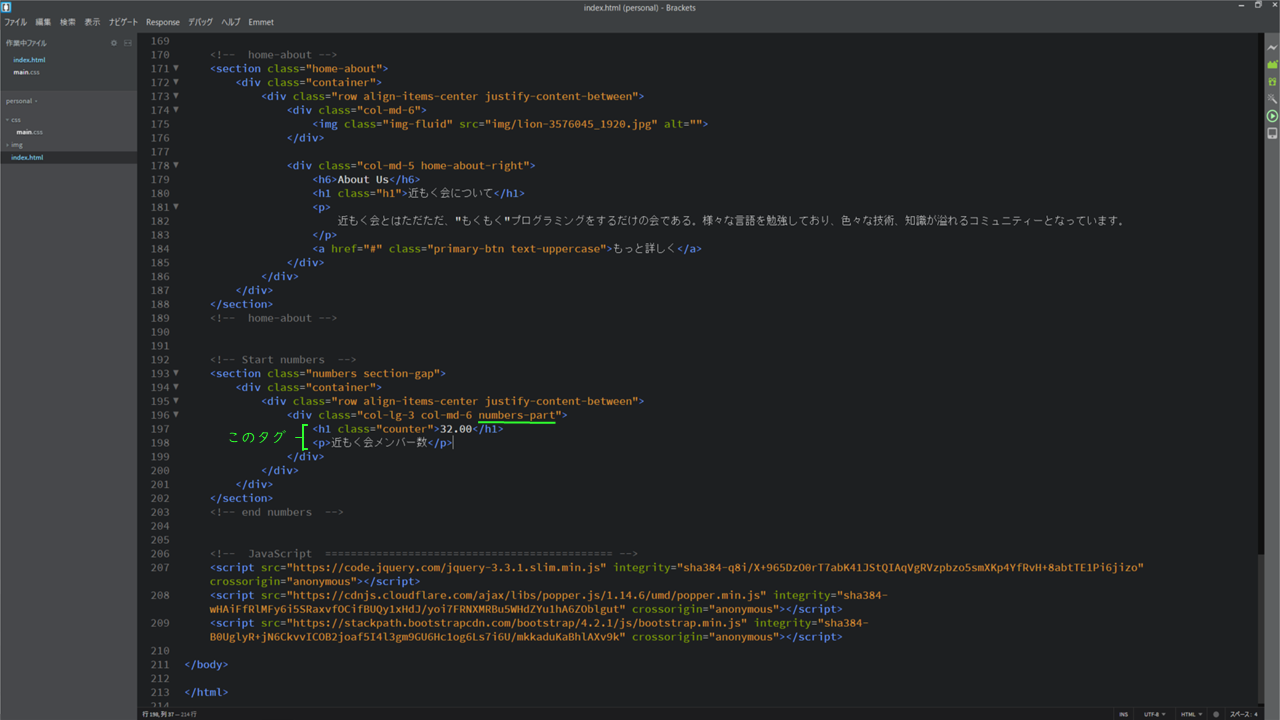 index.html (personal) - Brackets
ファイル 編集 検索 表示 ナビゲート Response デバッグ ヘルプ Emmet
作業中ファイル
index.html
main.css
personal
css
main.css
img
index.html
169
170 <!-- home-about -->
171 <section class="home-about">
172 <div class="container">
173 <div class="row align-items-center justify-content-between">
174 <div class="col-md-6">
175 <img class="img-fluid" src="img/lion-3576045_1920.jpg" alt="">
176 </div>
177
178 <div class="col-md-5 home-about-right">
179 <h6>About Us</h6>
180 <h1 class="h1">近もく会について</h1>
181 <p>
182 近もく会とはただただ、"もくもく"プログラミングをするだけの会である。様々な言語を勉強しており、色々な技術、知識が溢れるコミュニティーとなっています。
183 </p>
184 <a href="#" class="primary-btn text-uppercase">もっと詳しく</a>
185 </div>
186 </div>
187 </div>
188 </section>
189 <!-- home-about -->
190
191
192 <!-- Start numbers -->
193 <section class="numbers section-gap">
194 <div class="container">
195 <div class="row align-items-center justify-content-between">
196 <div class="col-lg-3 col-md-6 numbers-part">
197 <h1 class="counter">32.00</h1>
このタグ
198 <p>近もく会メンバー数</p>
199 </div>
200 </div>
201 </div>
202 </section>
203 <!-- end numbers -->
204
205
206 <!-- JavaScript ============================================= -->
207 <script src="https://code.jquery.com/jquery-3.3.1.slim.min.js" integrity="sha384-q8i/X+965DzO0rT7abK41JStQIAqVgRVzpbzo5smXKp4YfRvH+8abtTE1Pi6jizo"
crossorigin="anonymous"></script>
208 <script src="https://cdnjs.cloudflare.com/ajax/libs/popper.js/1.14.6/umd/popper.min.js" integrity="sha384-
wHAiFfRlMFy6i5SRaxvfOCifBUQy1xHdJ/yoi7FRNXMRBu5WHdZYu1hA6ZOblgut" crossorigin="anonymous"></script>
209 <script src="https://stackpath.bootstrapcdn.com/bootstrap/4.2.1/js/bootstrap.min.js" integrity="sha384-
B0UglyR+jN6CkvvICOB2joaf5I4l3gm9GU6Hc1og6Ls7i6U/mkkaduKaBhlAXv9k" crossorigin="anonymous"></script>
210
211 </body>
212
213 </html>
214
行 198, 列 37 — 214 行
INS UTF-8 HTML スペース: 4